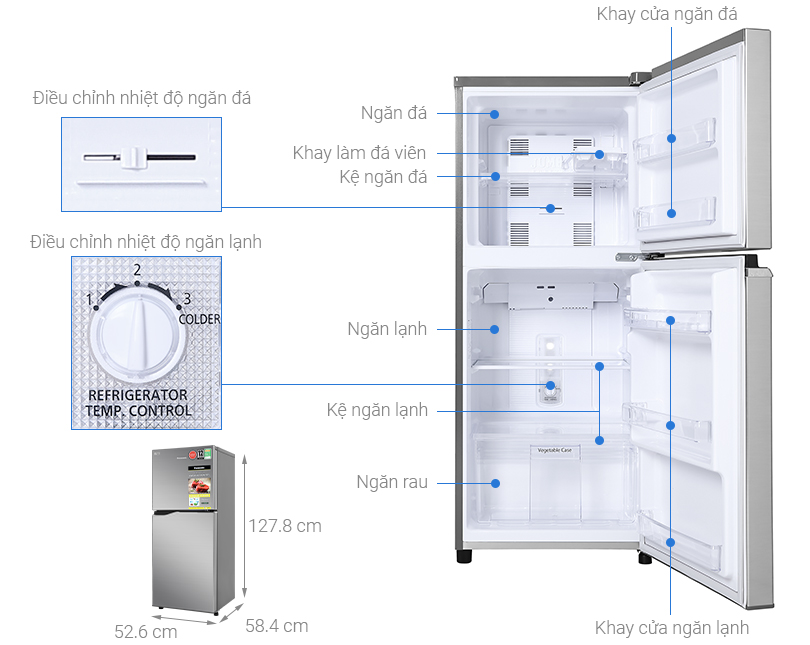 Khay cửa ngăn đá
Điều chỉnh nhiệt độ ngăn đá
Ngăn đá
Khay làm đá viên
Kệ ngăn đá
Điều chỉnh nhiệt độ ngăn lạnh
1
2
3
COLDER
REFRIGERATOR
TEMP. CONTROL
Ngăn lạnh
Kệ ngăn lạnh
Vegetable Case
Ngăn rau
127.8 cm
52.6 cm
58.4 cm
Khay cửa ngăn lạnh